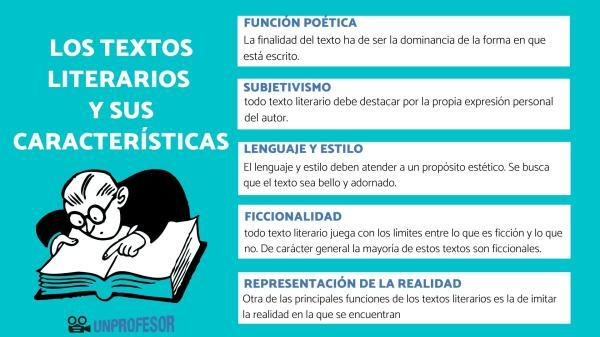 LOS TEXTOS
LITERARIOS
Y SUS
CARACTERÍSTICAS
FUNCIÓN POÉTICA
La finalidad del texto ha de ser la dominancia de la forma en que
está escrito.
SUBJETIVISMO
todo texto literario debe destacar por la propia expresión personal
del autor.
LENGUAJE Y ESTILO
El lenguaje y estilo deben atender a un propósito estético. Se busca
que el texto sea bello y adornado.
FICCIONALIDAD
todo texto literario juega con los límites entre lo que es ficción y lo que
no. De carácter general la mayoría de estos textos son ficcionales.
REPRESENTACIÓN DE LA REALIDAD
Otra de las principales funciones de los textos literarios es la de imitar
la realidad en la que se encuentran
UNPROFESOR